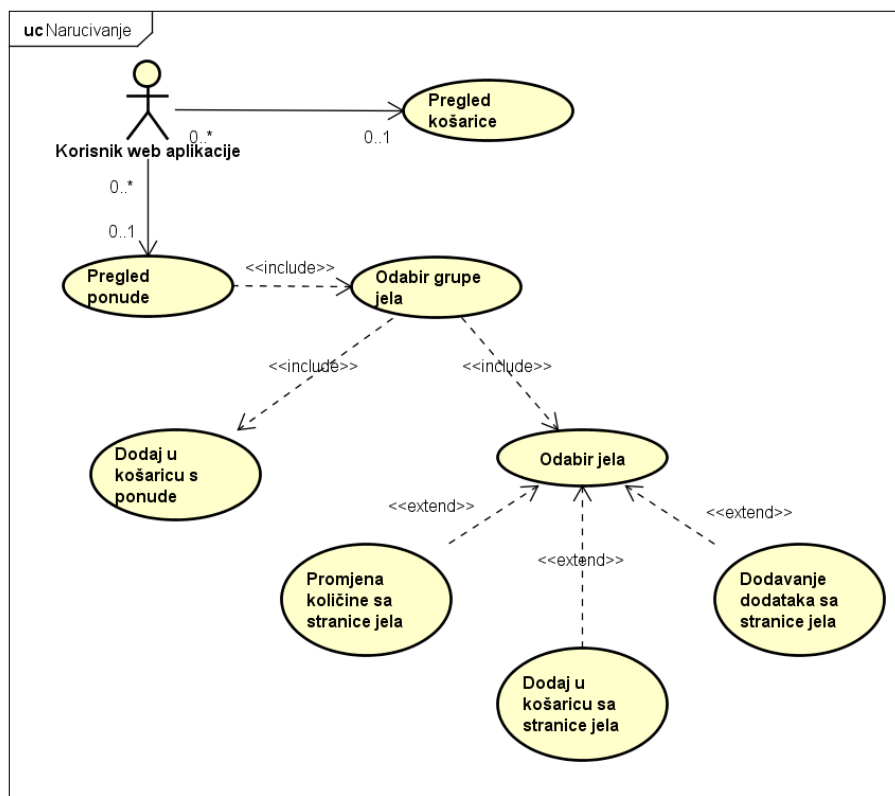 uc Narucivanje
Pregled
košarice
0..*
0..1
Korisnik web aplikacije
0..*
0..1
Pregled
ponude
<<include>>
Odabir grupe
jela
<<include>>
<<include>>
Dodaj u
košaricu s
ponude
Odabir jela
<<extend>>
<<extend>>
<<extend>>
Promjena
količine sa
stranice jela
Dodavanje
dodataka sa
stranice jela
Dodaj u
košaricu sa
stranice jela